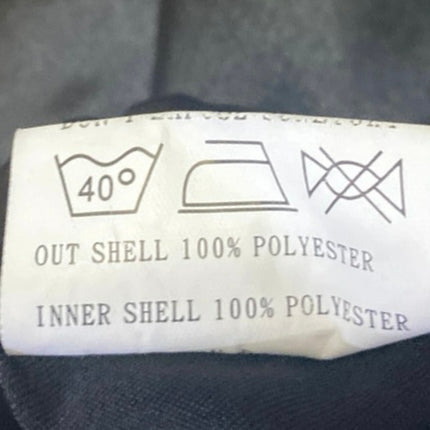 40°
OUT SHELL 100% POLYESTER
INNER SHELL 100% POLYESTER